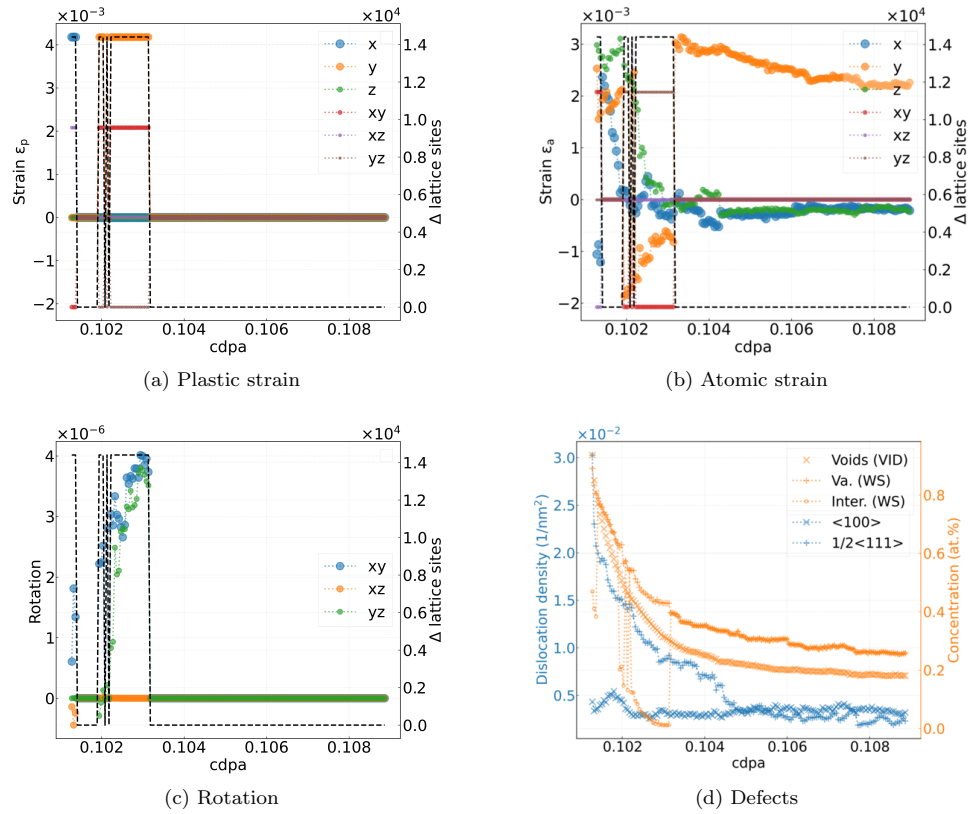 ×10⁻³
×10⁴
4
3
2
1
0
−1
−2
1.4
1.2
1.0
0.8
0.6
0.4
0.2
0.0
Strain εₚ
Δ lattice sites
x
y
z
xy
xz
yz
0.102
0.104
0.106
0.108
cdpa
(a) Plastic strain
×10⁻³
×10⁴
3
2
1
0
−1
−2
1.4
1.2
1.0
0.8
0.6
0.4
0.2
0.0
Strain εₐ
Δ lattice sites
x
y
z
xy
xz
yz
0.102
0.104
0.106
0.108
cdpa
(b) Atomic strain
×10⁻⁶
×10⁴
4
3
2
1
0
1.4
1.2
1.0
0.8
0.6
0.4
0.2
0.0
Rotation
Δ lattice sites
xy
xz
yz
0.102
0.104
0.106
0.108
cdpa
(c) Rotation
×10⁻²
3.0
2.5
2.0
1.5
1.0
0.5
0.8
0.6
0.4
0.2
0.0
Dislocation density (1/nm²)
Concentration (at.%)
Voids (VID)
Va. (WS)
Inter. (WS)
<100>
1/2<111>
0.102
0.104
0.106
0.108
cdpa
(d) Defects